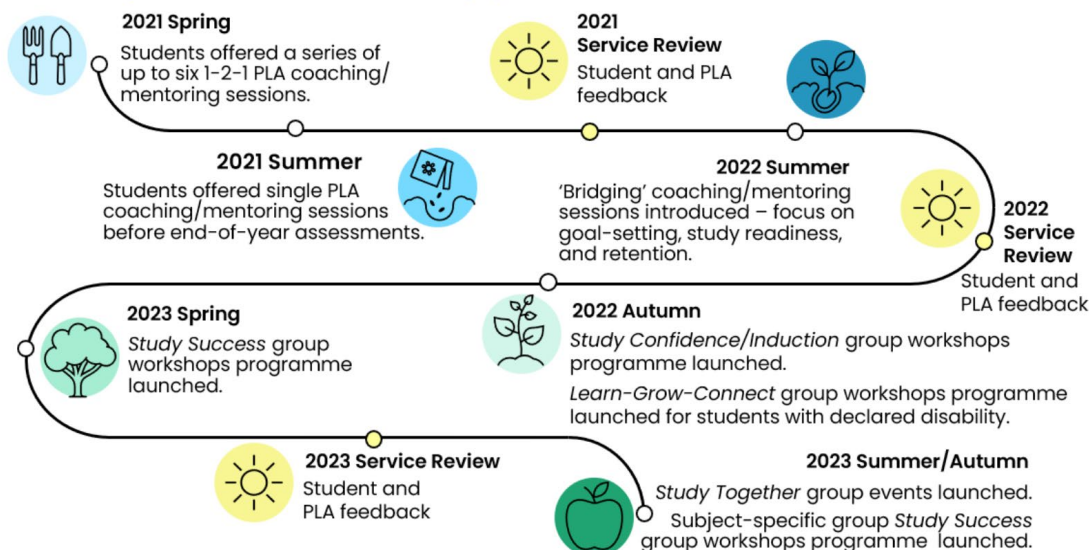 2021 Spring
Students offered a series of
up to six 1-2-1 PLA coaching/
mentoring sessions.
2021 Summer
Students offered single PLA
coaching/mentoring sessions
before end-of-year assessments.
2021
Service Review
Student and PLA
feedback
2022 Summer
‘Bridging’ coaching/mentoring
sessions introduced – focus on
goal-setting, study readiness,
and retention.
2022
Service
Review
Student and
PLA feedback
2022 Autumn
Study Confidence/Induction group workshops
programme launched.
Learn-Grow-Connect group workshops programme
launched for students with declared disability.
2023 Spring
Study Success group
workshops programme
launched.
2023 Service Review
Student and
PLA feedback
2023 Summer/Autumn
Study Together group events launched.
Subject-specific group Study Success
group workshops programme launched.